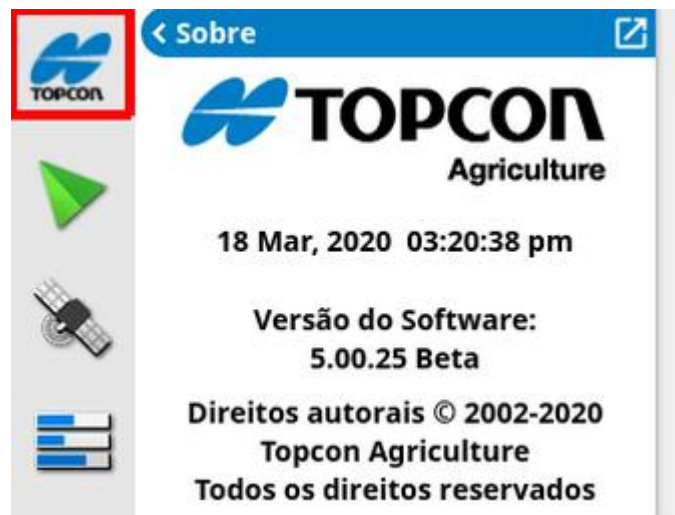 TOPCON
< Sobre
TOPCON
Agriculture
18 Mar, 2020 03:20:38 pm
Versão do Software:
5.00.25 Beta
Direitos autorais © 2002-2020
Topcon Agriculture
Todos os direitos reservados